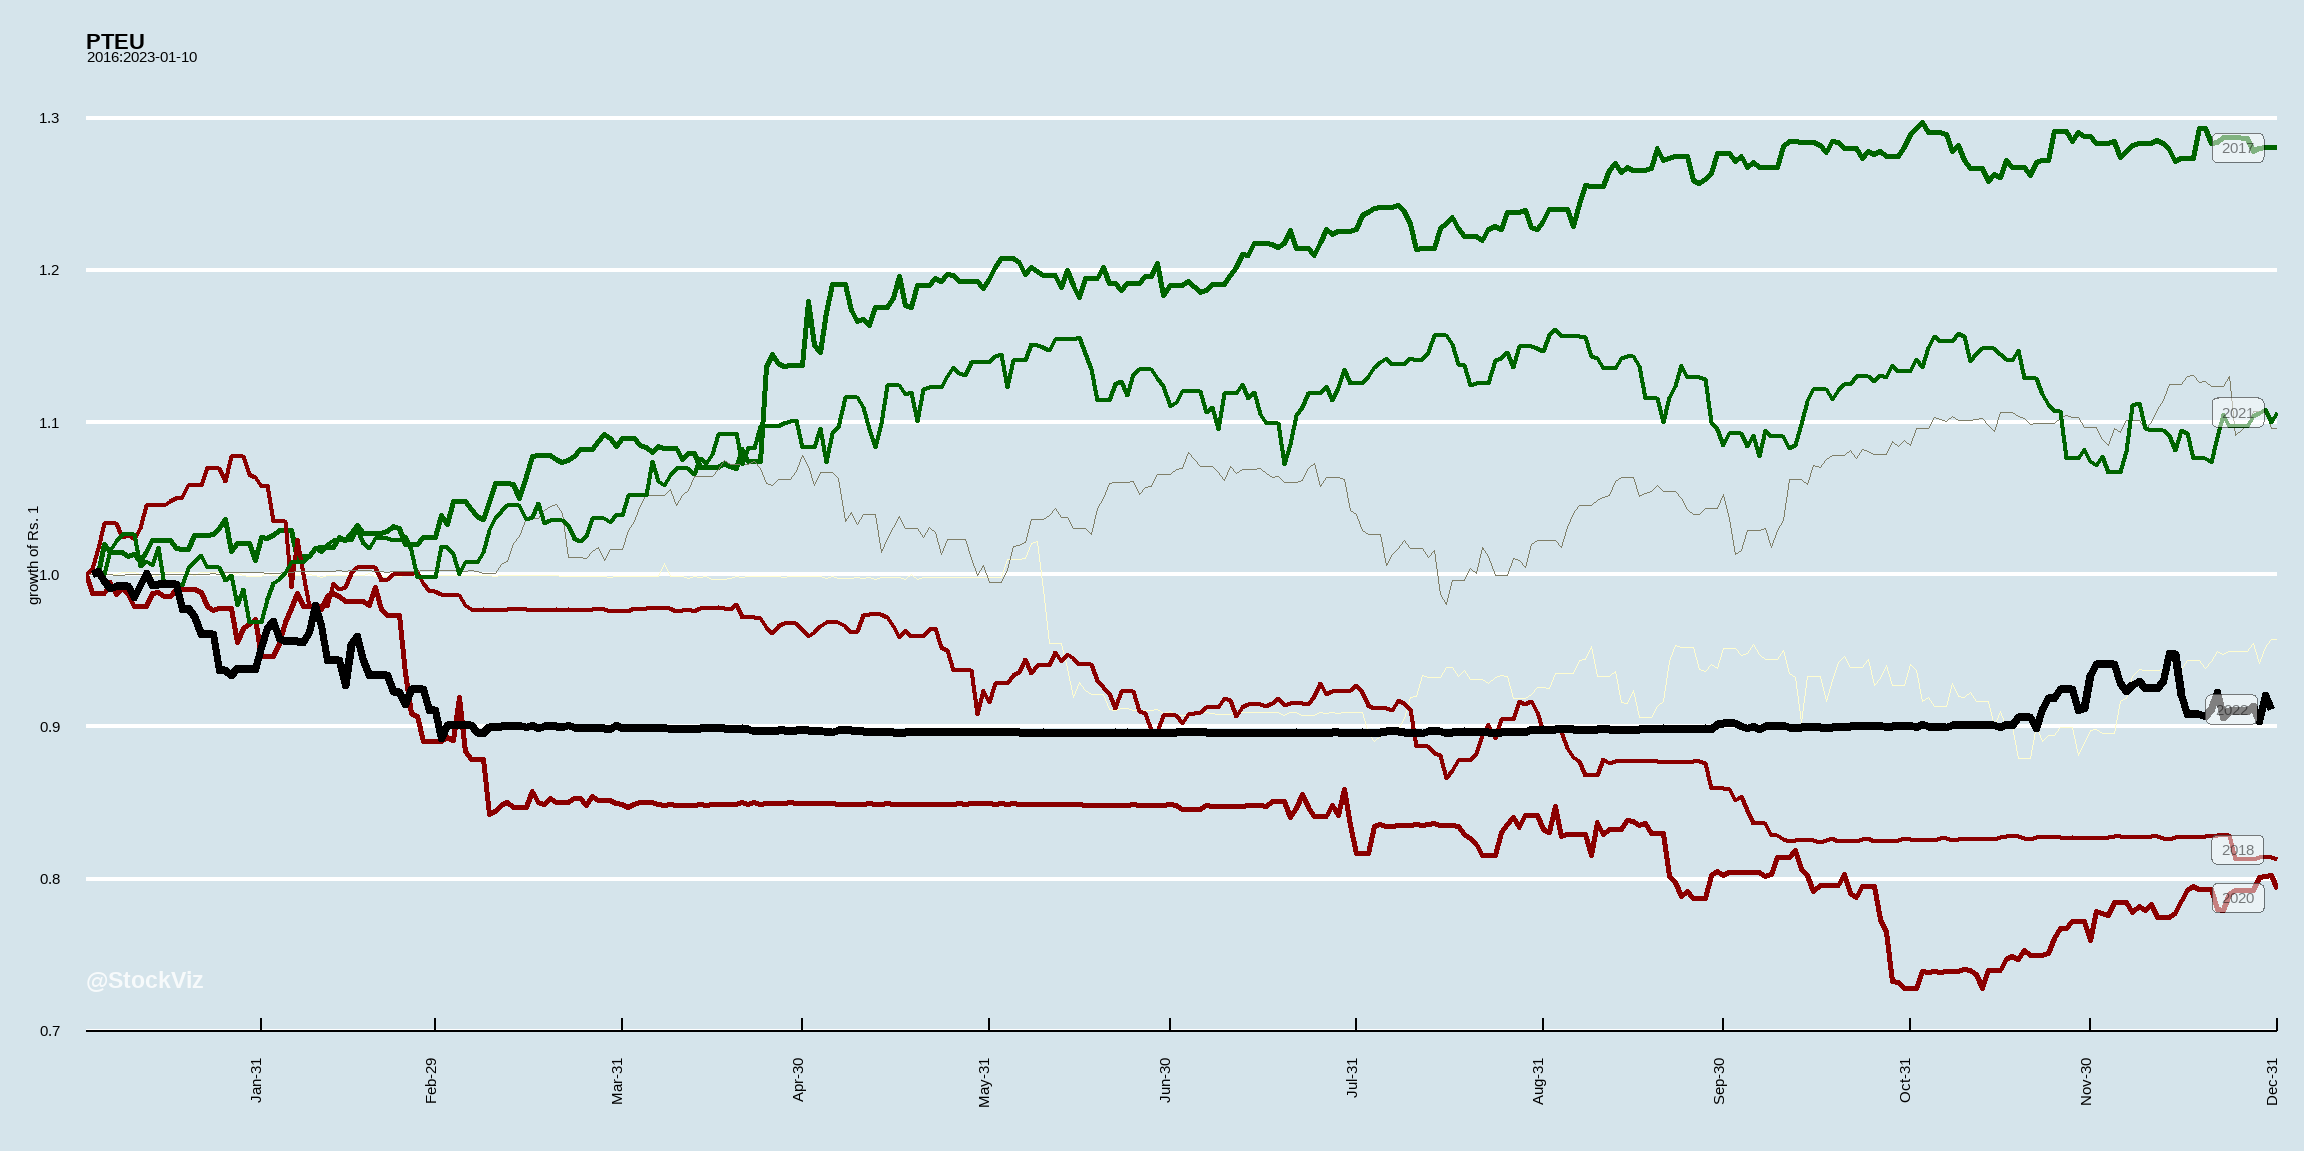 PTEU
2016:2023-01-10
growth of Rs. 1
1.3
1.2
1.1
1.0
0.9
0.8
0.7
2017
2021
2022
2018
2020
@StockViz
Jan-31
Feb-29
Mar-31
Apr-30
May-31
Jun-30
Jul-31
Aug-31
Sep-30
Oct-31
Nov-30
Dec-31